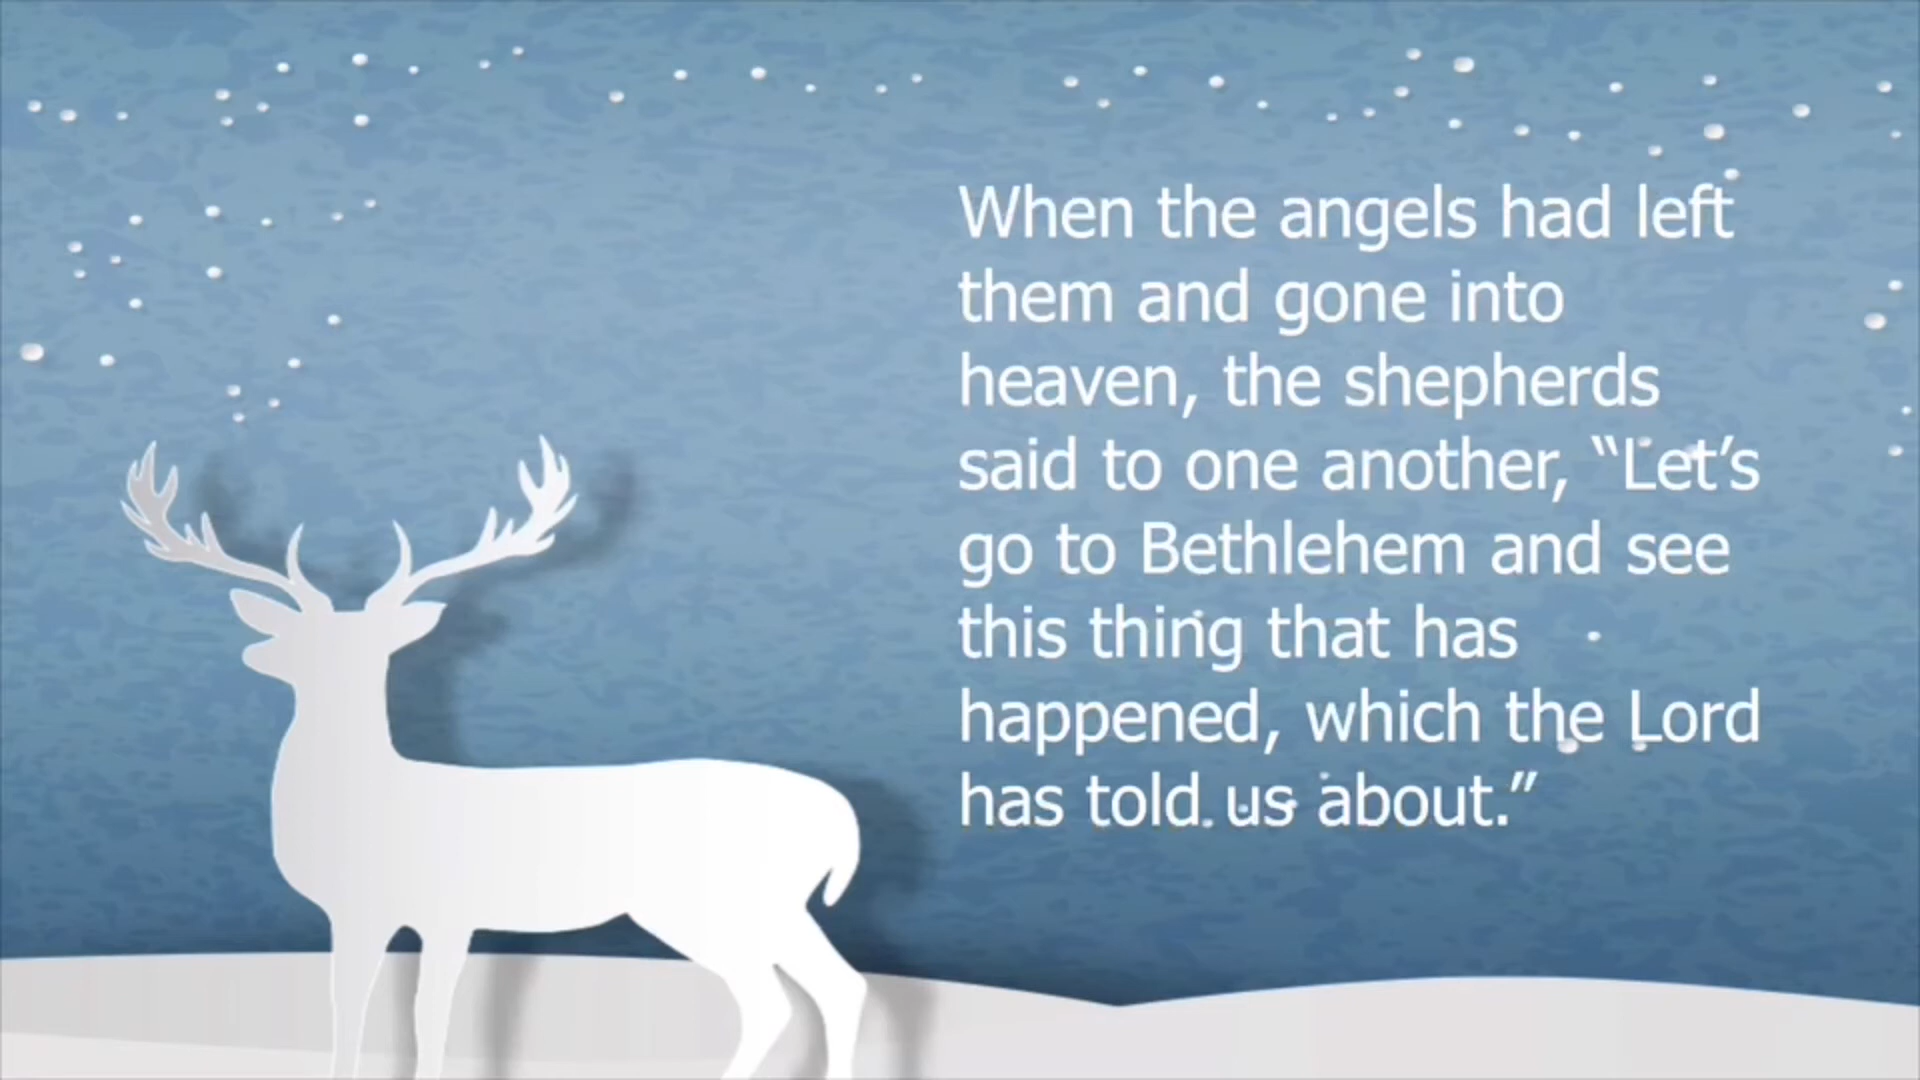 When the angels had left
them and gone into
heaven, the shepherds
said to one another, “Let’s
go to Bethlehem and see
this thing that has
happened, which the Lord
has told us about.”